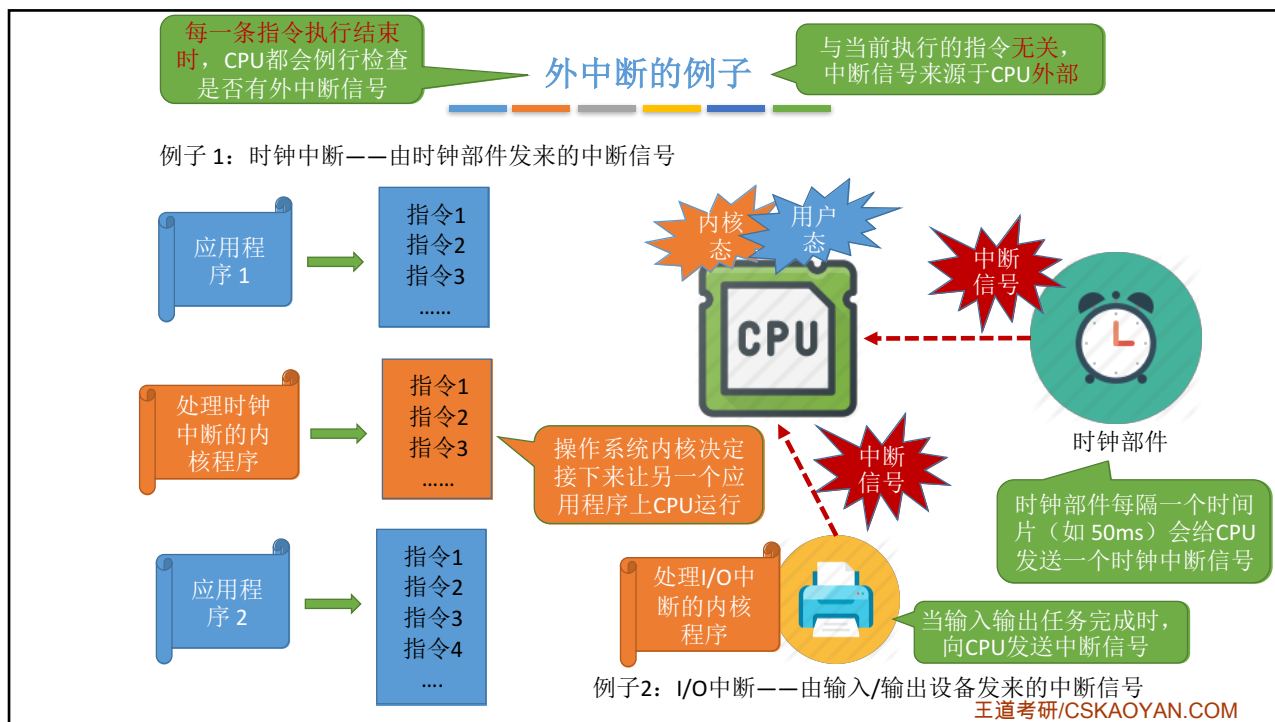 每一条指令执行结束
时，CPU都会例行检查
是否有外中断信号
外中断的例子
与当前执行的指令无关，
中断信号来源于CPU外部
例子 1：时钟中断——由时钟部件发来的中断信号
应用程
序 1
指令1
指令2
指令3
……
内核
态
用户
态
CPU
中断
信号
时钟部件
时钟部件每隔一个时间
片（如 50ms）会给CPU
发送一个时钟中断信号
处理时钟
中断的内
核程序
指令1
指令2
指令3
……
操作系统内核决定
接下来让另一个应
用程序上CPU运行
中断
信号
应用程
序 2
指令1
指令2
指令3
指令4
….
处理I/O中
断的内核
程序
当输入输出任务完成时，
向CPU发送中断信号
例子2：I/O中断——由输入/输出设备发来的中断信号
王道考研/CSKAOYAN.COM